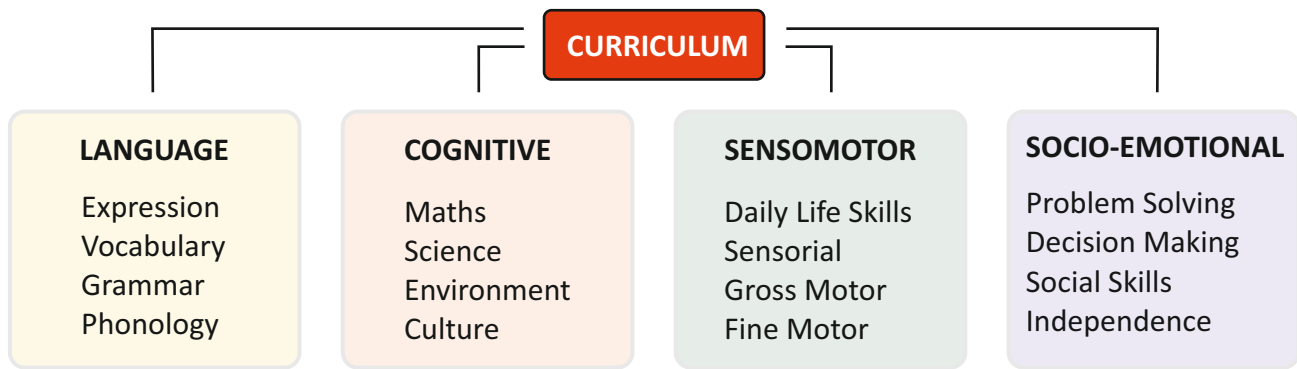 CURRICULUM
LANGUAGE
Expression
Vocabulary
Grammar
Phonology
COGNITIVE
Maths
Science
Environment
Culture
SENSOMOTOR
Daily Life Skills
Sensorial
Gross Motor
Fine Motor
SOCIO-EMOTIONAL
Problem Solving
Decision Making
Social Skills
Independence